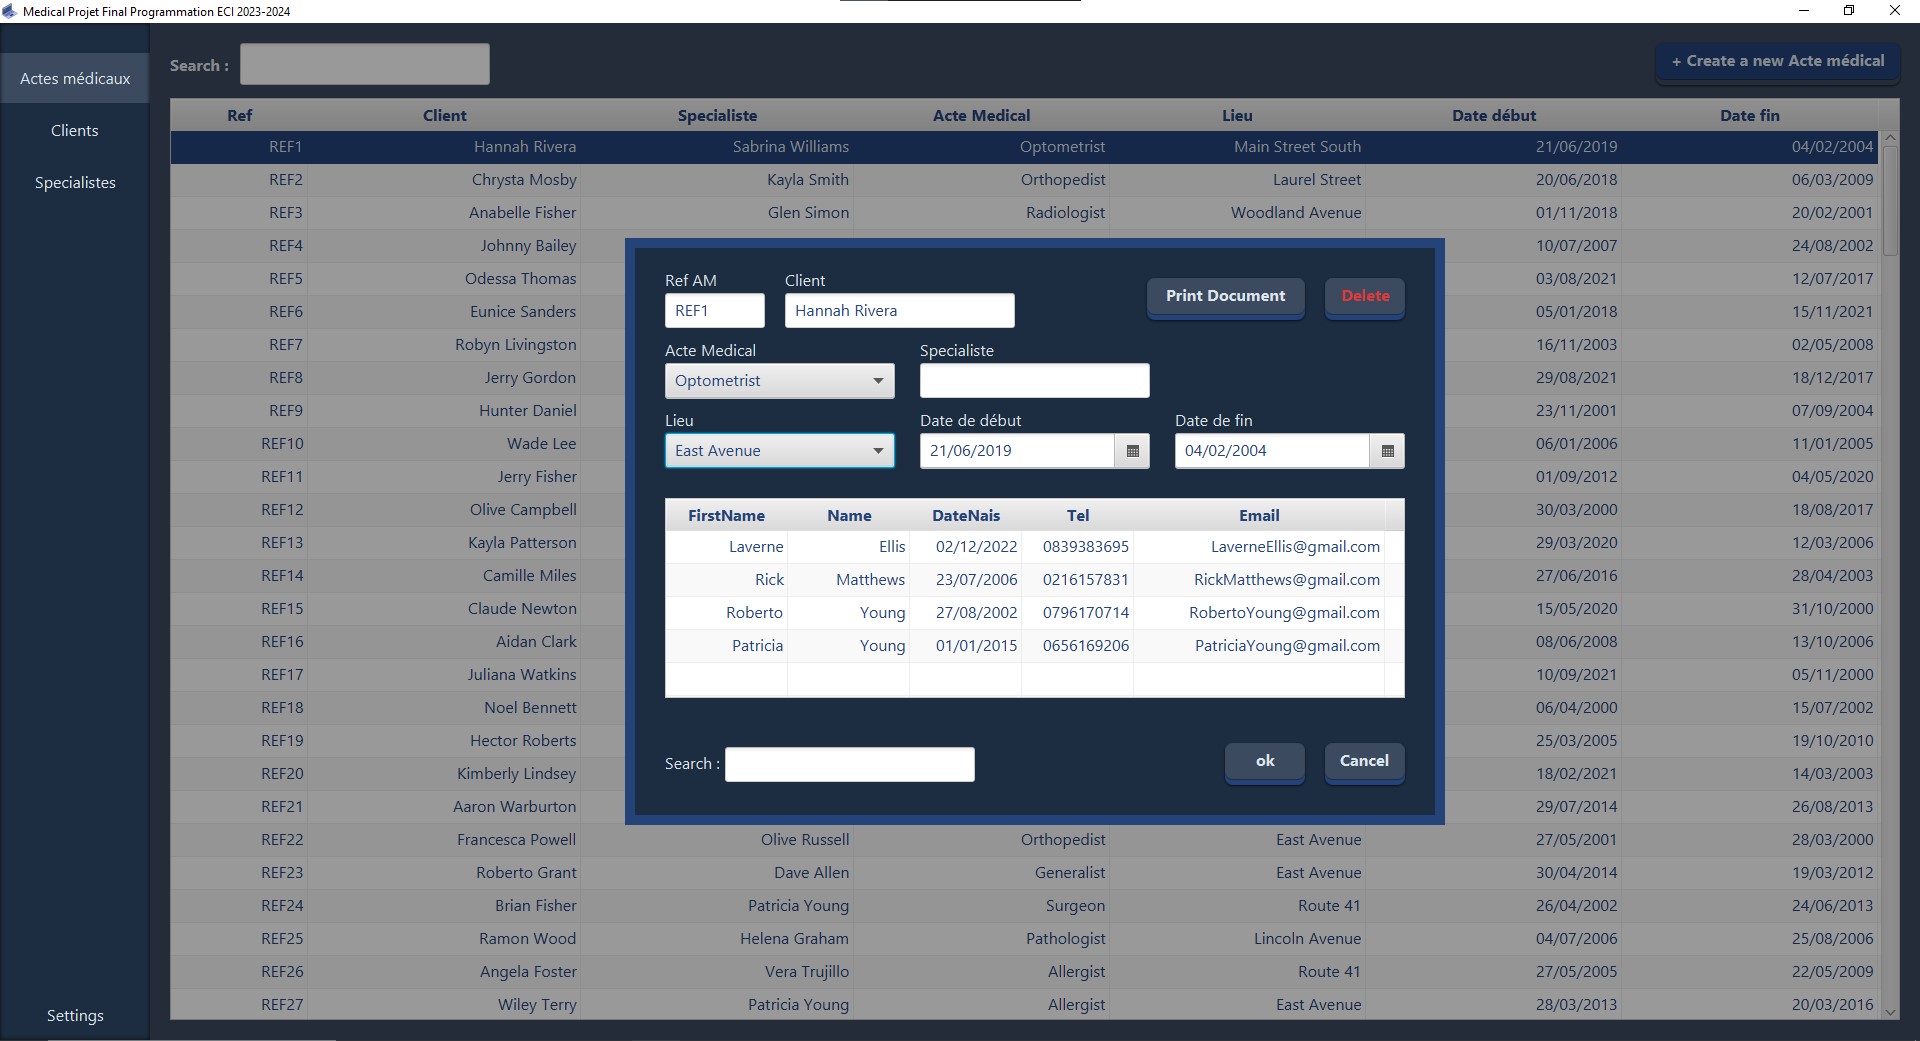 Medical Projet Final Programmation ECI 2023-2024
Actes médicaux
Clients
Specialistes
Settings
Search :
+ Create a new Acte médical
Ref Client Specialiste Acte Medical Lieu Date début Date fin
REF1 Hannah Rivera Sabrina Williams Optometrist Main Street South 21/06/2019 04/02/2004
REF2 Chrysta Mosby Kayla Smith Orthopedist Laurel Street 20/06/2018 06/03/2009
REF3 Anabelle Fisher Glen Simon Radiologist Woodland Avenue 01/11/2018 20/02/2001
REF4 Johnny Bailey 10/07/2007 24/08/2002
REF5 Odessa Thomas 03/08/2021 12/07/2017
REF6 Eunice Sanders 05/01/2018 15/11/2021
REF7 Robyn Livingston 16/11/2003 02/05/2008
REF8 Jerry Gordon 29/08/2021 18/12/2017
REF9 Hunter Daniel 23/11/2001 07/09/2004
REF10 Wade Lee 06/01/2006 11/01/2005
REF11 Jerry Fisher 01/09/2012 04/05/2020
REF12 Olive Campbell 30/03/2000 18/08/2017
REF13 Kayla Patterson 29/03/2020 12/03/2006
REF14 Camille Miles 27/06/2016 28/04/2003
REF15 Claude Newton 15/05/2020 31/10/2000
REF16 Aidan Clark 08/06/2008 13/10/2006
REF17 Juliana Watkins 10/09/2021 05/11/2000
REF18 Noel Bennett 06/04/2000 15/07/2002
REF19 Hector Roberts 25/03/2005 19/10/2010
REF20 Kimberly Lindsey 18/02/2021 14/03/2003
REF21 Aaron Warburton 29/07/2014 26/08/2013
REF22 Francesca Powell Olive Russell Orthopedist East Avenue 27/05/2001 28/03/2000
REF23 Roberto Grant Dave Allen Generalist East Avenue 30/04/2014 19/03/2012
REF24 Brian Fisher Patricia Young Surgeon Route 41 26/04/2002 24/06/2013
REF25 Ramon Wood Helena Graham Pathologist Lincoln Avenue 04/07/2006 25/08/2006
REF26 Angela Foster Vera Trujillo Allergist Route 41 27/05/2005 22/05/2009
REF27 Wiley Terry Patricia Young Allergist East Avenue 28/03/2013 20/03/2016
Ref AM Client
REF1 Hannah Rivera Print Document Delete
Acte Medical Specialiste
Optometrist
Lieu Date de début Date de fin
East Avenue 21/06/2019 04/02/2004
FirstName Name DateNais Tel Email
Laverne Ellis 02/12/2022 0839383695 LaverneEllis@gmail.com
Rick Matthews 23/07/2006 0216157831 RickMatthews@gmail.com
Roberto Young 27/08/2002 0796170714 RobertoYoung@gmail.com
Patricia Young 01/01/2015 0656169206 PatriciaYoung@gmail.com
Search : ok Cancel